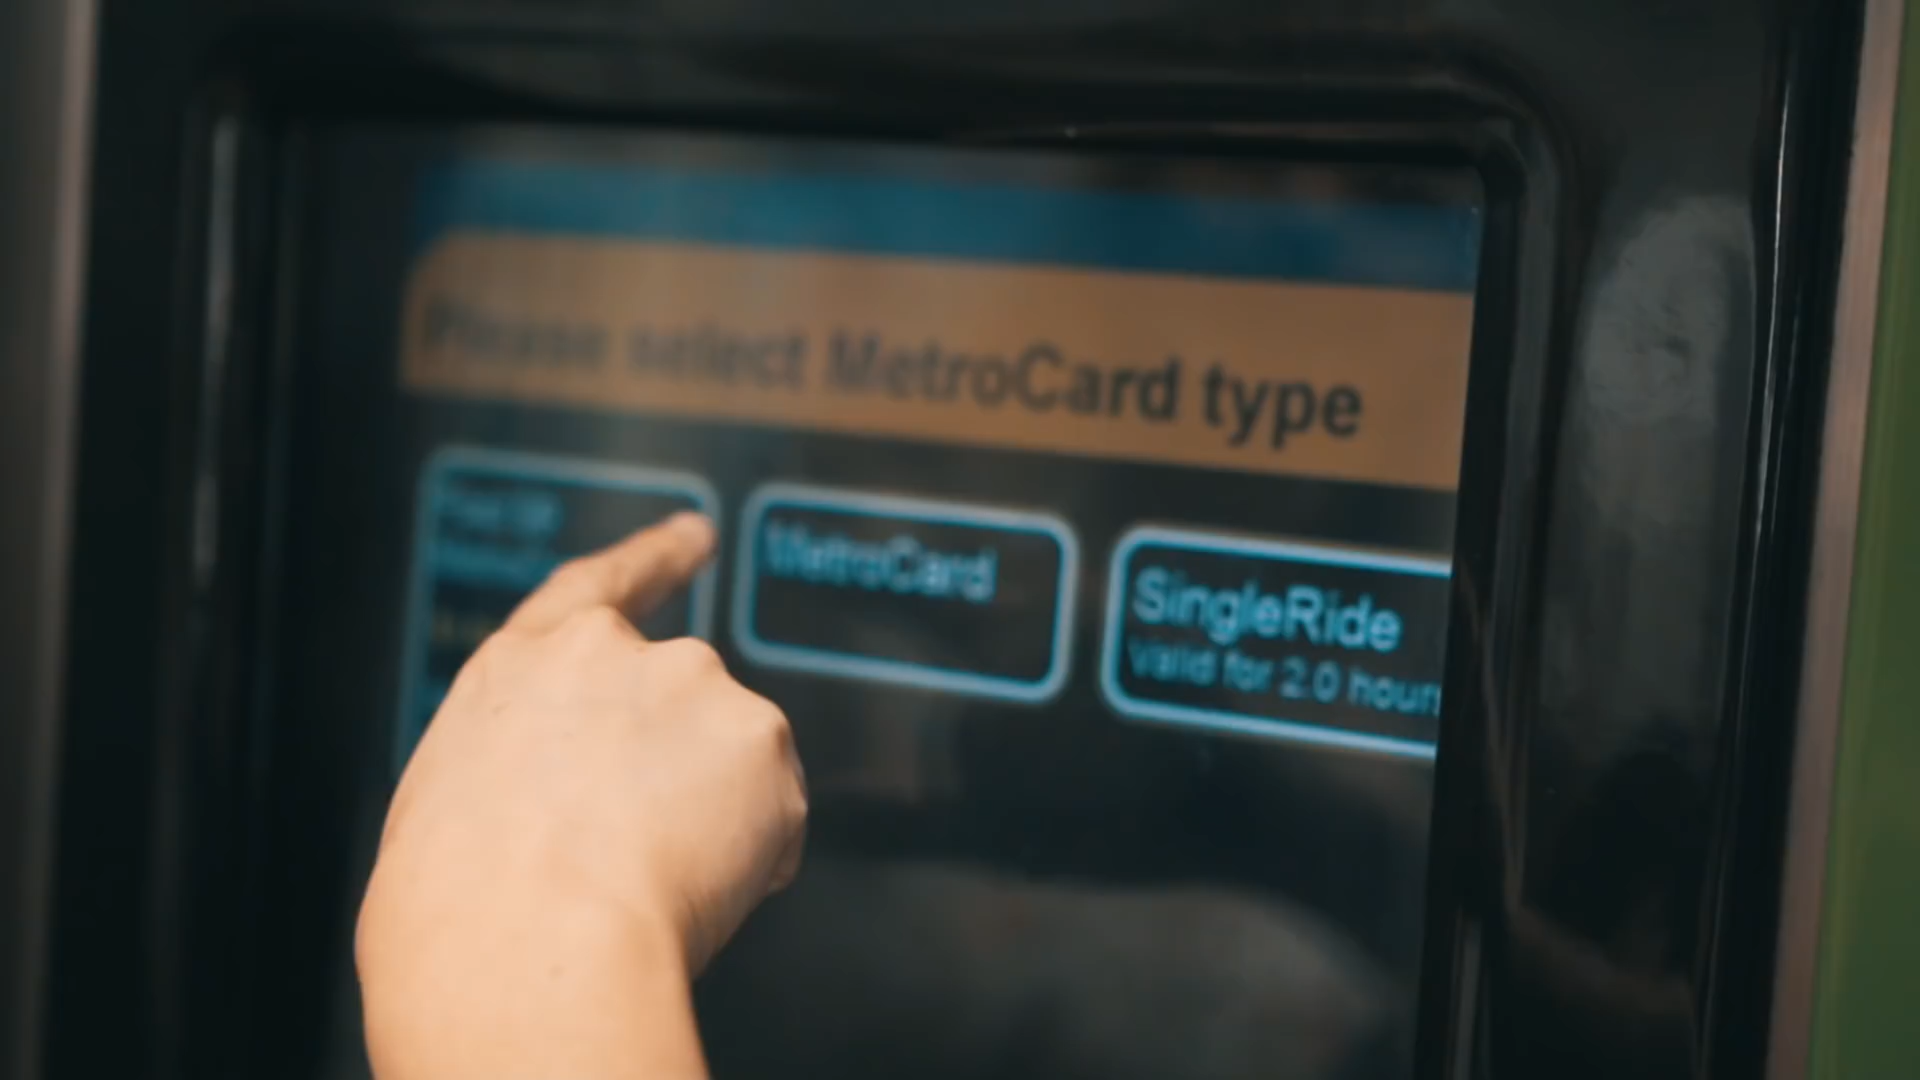 Please select MetroCard type
MetroCard
SingleRide
Valid for 2.0 hours